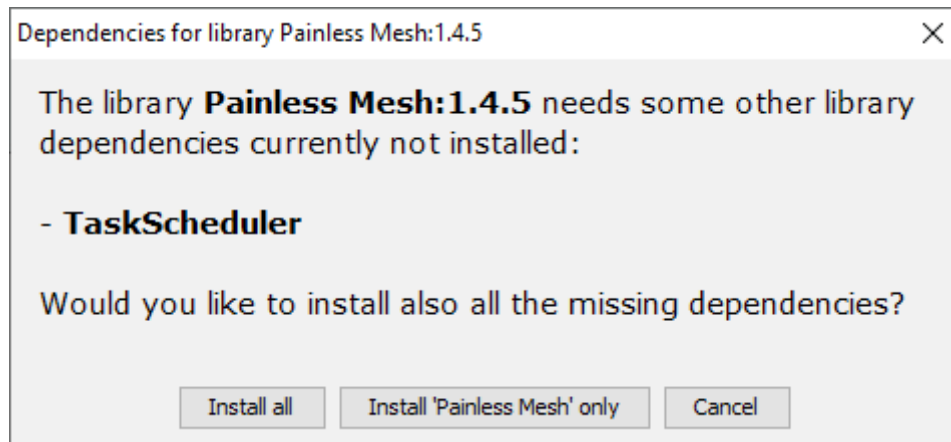 Dependencies for library Painless Mesh:1.4.5
The library Painless Mesh:1.4.5 needs some other library
dependencies currently not installed:
- TaskScheduler
Would you like to install also all the missing dependencies?
Install all
Install 'Painless Mesh' only
Cancel